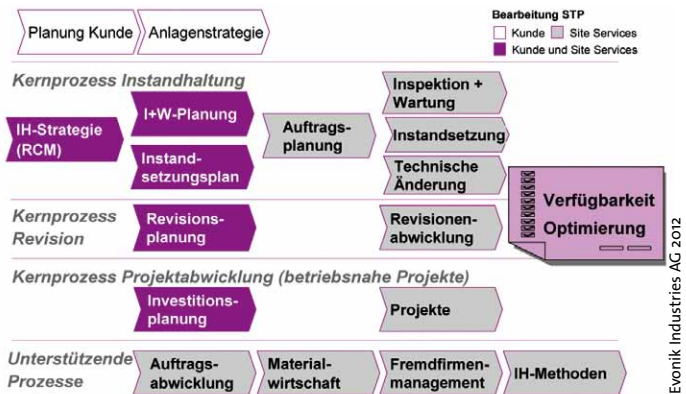 Bearbeitung STP
Kunde Site Services
Kunde und Site Services
Planung Kunde Anlagenstrategie
Kernprozess Instandhaltung
IH-Strategie
(RCM)
I+W-Planung
Instand-
setzungsplan
Auftrags-
planung
Inspektion +
Wartung
Instandsetzung
Technische
Änderung
Verfügbarkeit
Optimierung
Kernprozess
Revision
Revisions-
planung
Revisionen-
abwicklung
Kernprozess Projektabwicklung (betriebsnahe Projekte)
Investitions-
planung
Projekte
Unterstützende
Prozesse
Auftrags-
abwicklung
Material-
wirtschaft
Fremdfirmen-
management
IH-Methoden
Evonik Industries AG 2012